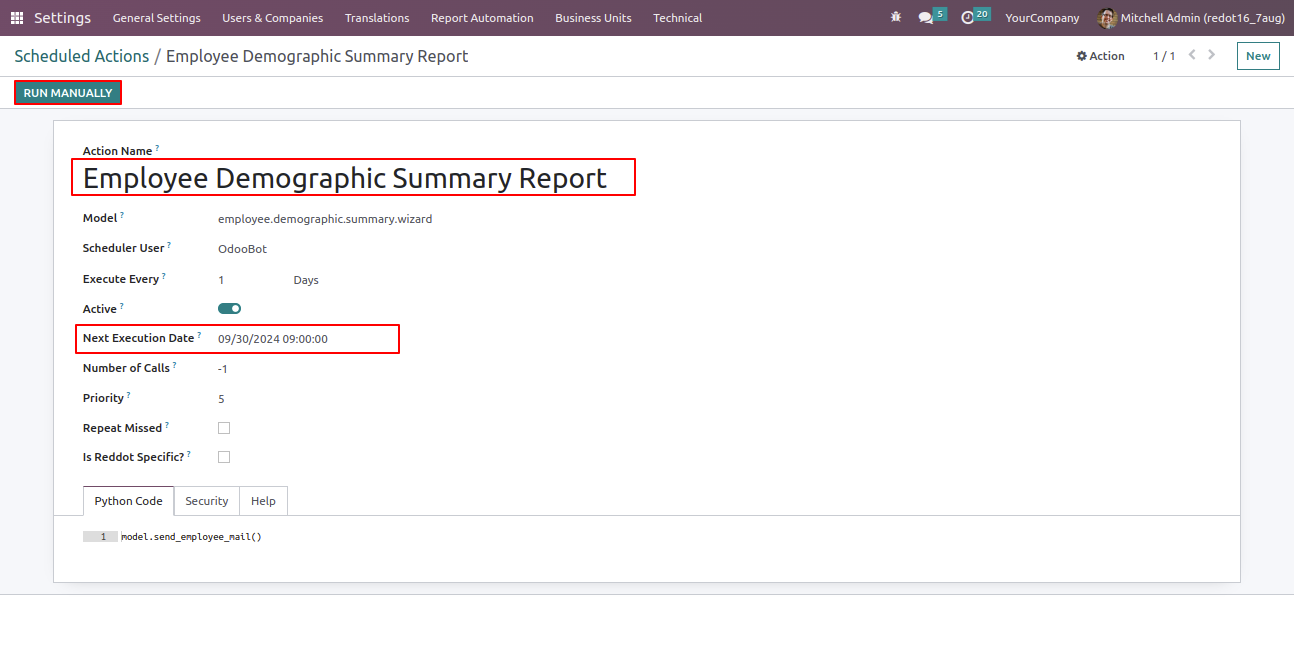 Settings General Settings Users & Companies Translations Report Automation Business Units Technical 5 20 YourCompany Mitchell Admin (redot16_7aug)
Scheduled Actions / Employee Demographic Summary Report Action 1 / 1 New
RUN MANUALLY
Action Name ?
Employee Demographic Summary Report
Model ? employee.demographic.summary.wizard
Scheduler User ? OdooBot
Execute Every ? 1 Days
Active ?
Next Execution Date ? 09/30/2024 09:00:00
Number of Calls ? -1
Priority ? 5
Repeat Missed ?
Is Reddot Specific? ?
Python Code Security Help
1 model.send_employee_mail()